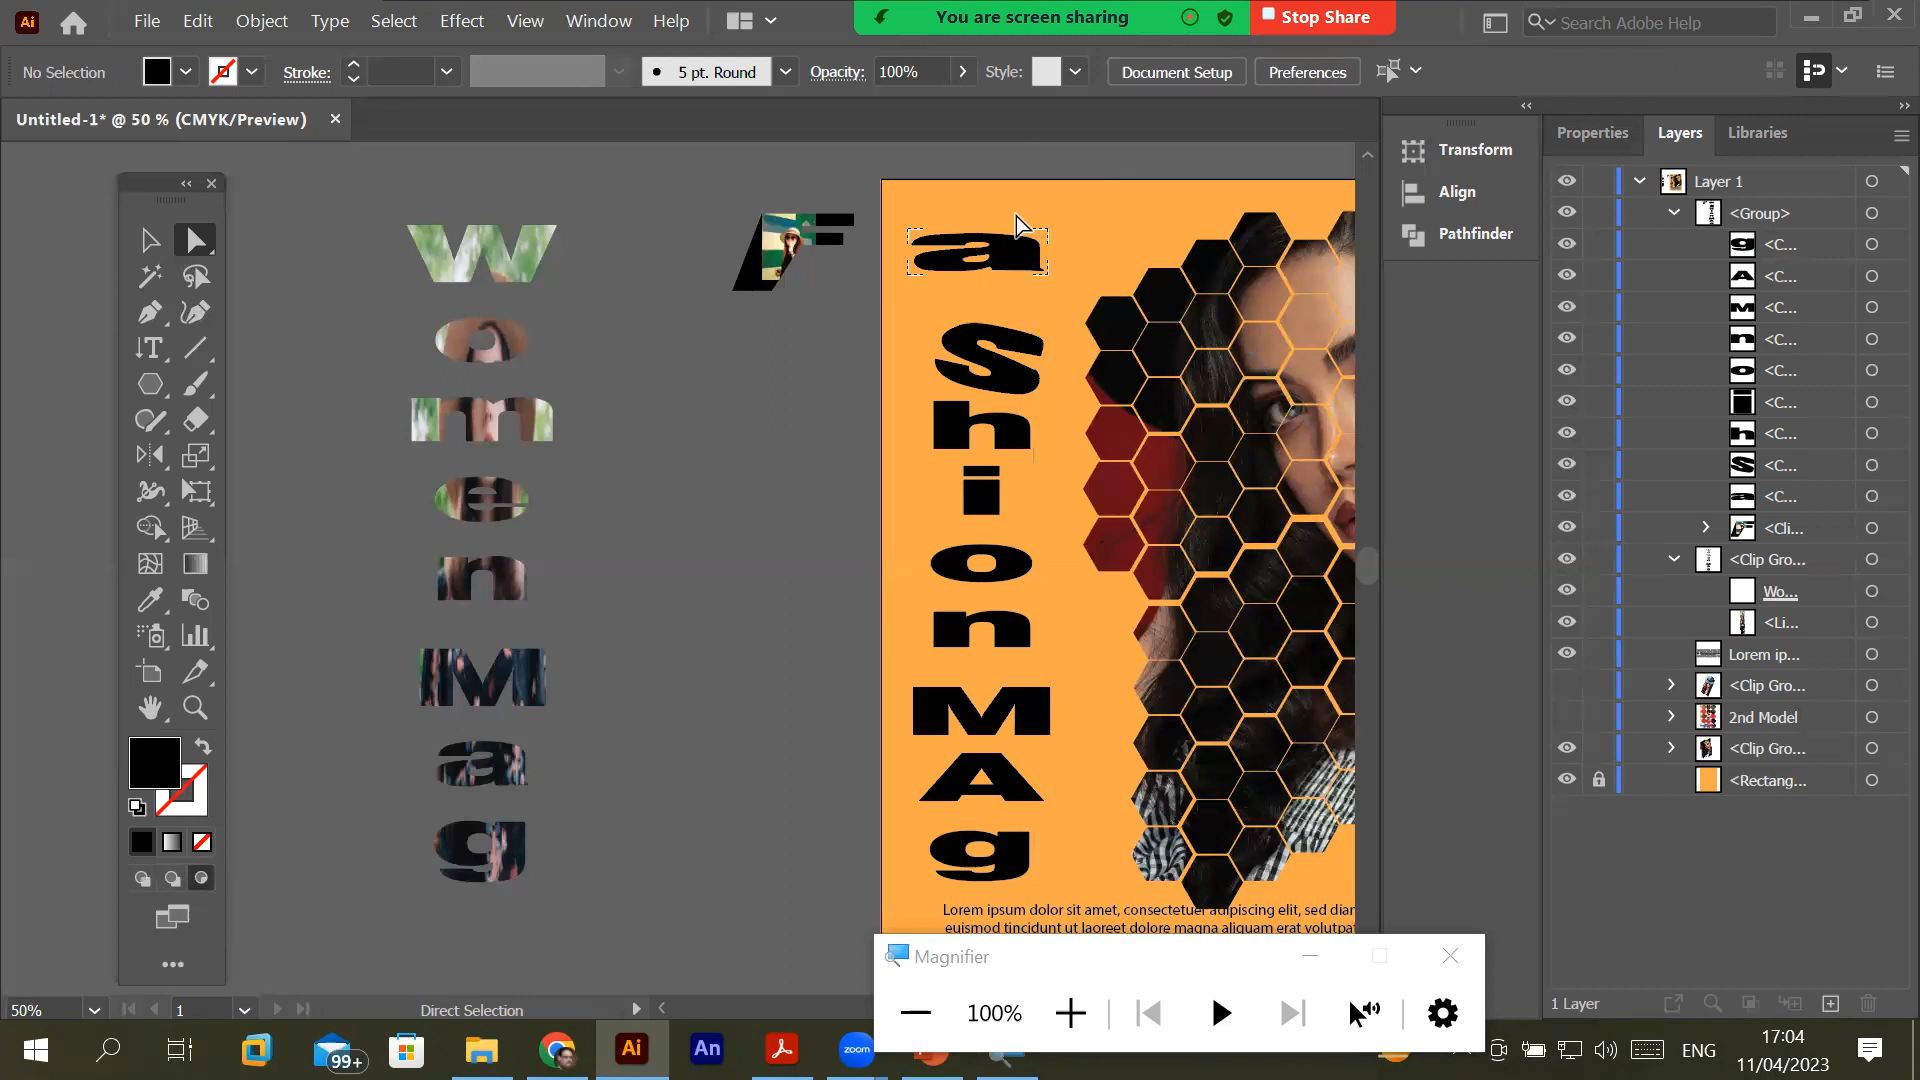 Ai
File Edit Object Type Select Effect View Window Help
You are screen sharing
Stop Share
Search Adobe Help
No Selection
Stroke:
5 pt. Round
Opacity: 100%
Style:
Document Setup
Preferences
Untitled-1* @ 50 % (CMYK/Preview)
Transform
Align
Pathfinder
Properties Layers Libraries
Layer 1
<Group>
<C...
<C...
<C...
<C...
<C...
<C...
<C...
<C...
<C...
<Cli...
<Clip Gro...
Wo...
<Li...
Lorem ip...
<Clip Gro...
2nd Model
<Clip Gro...
<Rectang...
1 Layer
W
o
m
e
n
M
a
g
F
a
S
h
i
o
n
M
A
g
Lorem ipsum dolor sit amet, consectetuer adipiscing elit, sed diam
euismod tincidunt ut laoreet dolore magna aliquam erat volutpat
Magnifier
100%
50%
1
Direct Selection
99+
Ai
An
zoom
ENG
17:04
11/04/2023